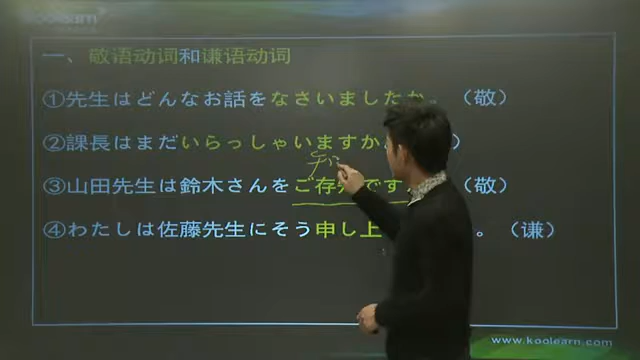 koolearn
一、敬语动词和谦语动词
①先生はどんなお話をなさいましたか。（敬）
②課長はまだいらっしゃいますか
③山田先生は鈴木さんをご存 です （敬）
④わたしは佐藤先生にそう申し上 。（谦）
www.koolearn.com